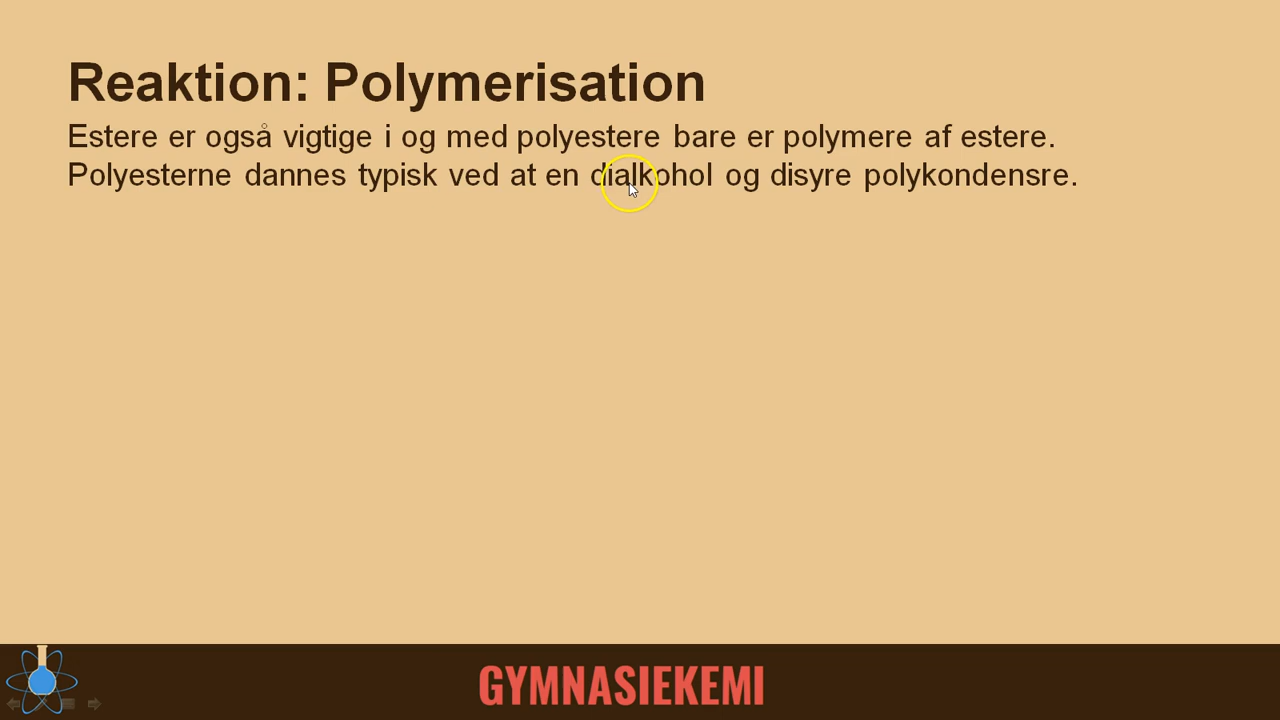 Reaktion: Polymerisation
Estere er også vigtige i og med polyestere bare er polymere af estere.
Polyesterne dannes typisk ved at en dialkohol og disyre polykondensre.
GYMNASIEKEMI